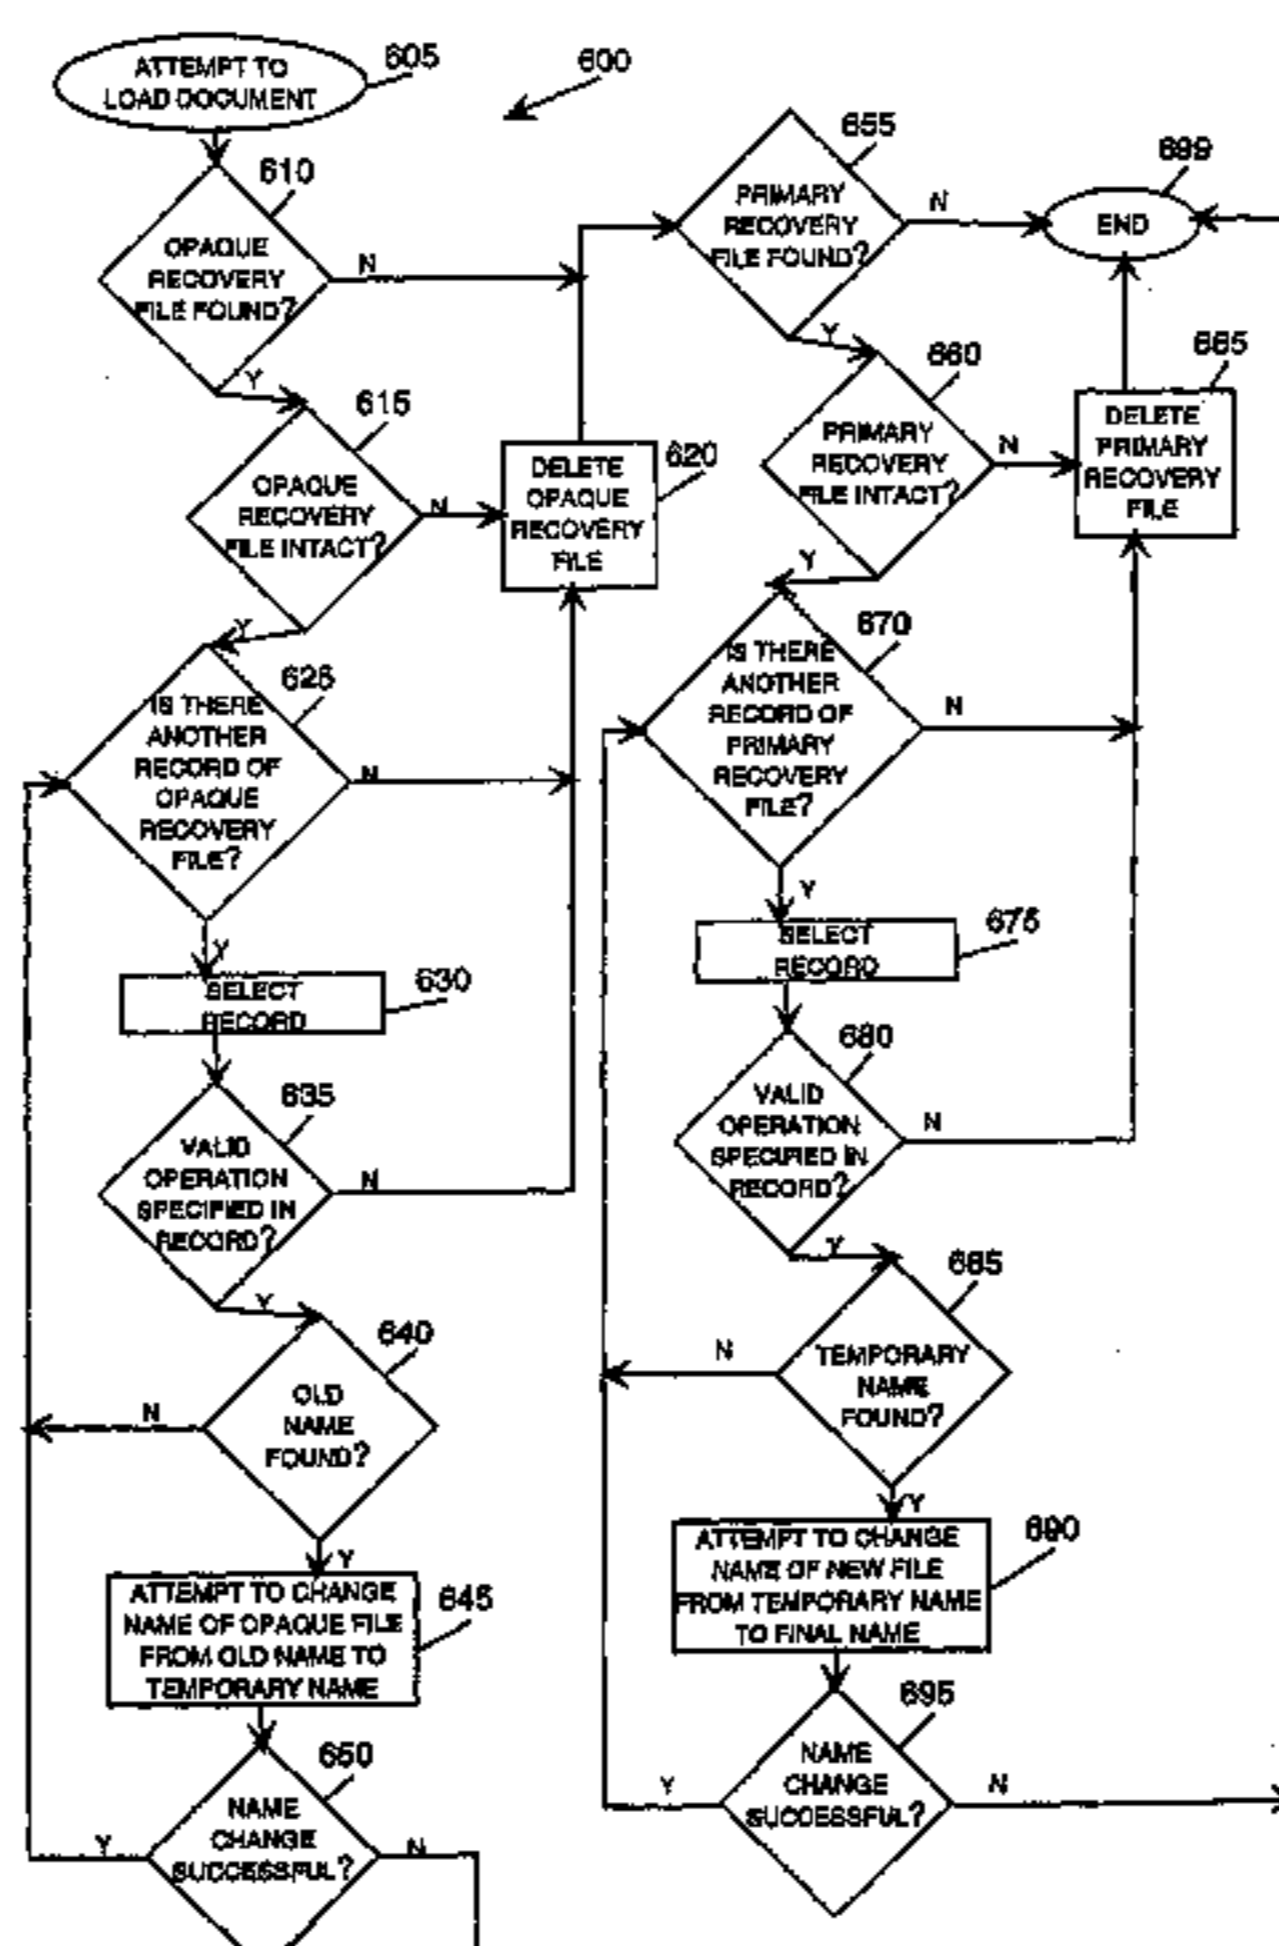 600
ATTEMPT TO
LOAD DOCUMENT
605
610
OPAQUE
RECOVERY
FILE FOUND?
N
Y
615
OPAQUE
RECOVERY
FILE INTACT?
N
Y
DELETE
OPAQUE
RECOVERY
FILE
620
625
IS THERE
ANOTHER
RECORD OF
OPAQUE
RECOVERY
FILE?
N
Y
SELECT
RECORD
630
635
VALID
OPERATION
SPECIFIED IN
RECORD?
N
Y
640
OLD
NAME
FOUND?
N
Y
ATTEMPT TO CHANGE
NAME OF OPAQUE FILE
FROM OLD NAME TO
TEMPORARY NAME
645
650
NAME
CHANGE
SUCCESSFUL?
Y
N
655
PRIMARY
RECOVERY
FILE FOUND?
N
Y
699
END
660
PRIMARY
RECOVERY
FILE INTACT?
N
Y
665
DELETE
PRIMARY
RECOVERY
FILE
670
IS THERE
ANOTHER
RECORD OF
PRIMARY
RECOVERY
FILE?
N
Y
SELECT
RECORD
675
680
VALID
OPERATION
SPECIFIED IN
RECORD?
N
Y
685
TEMPORARY
NAME
FOUND?
N
Y
ATTEMPT TO CHANGE
NAME OF NEW FILE
FROM TEMPORARY NAME
TO FINAL NAME
690
695
NAME
CHANGE
SUCCESSFUL?
Y
N